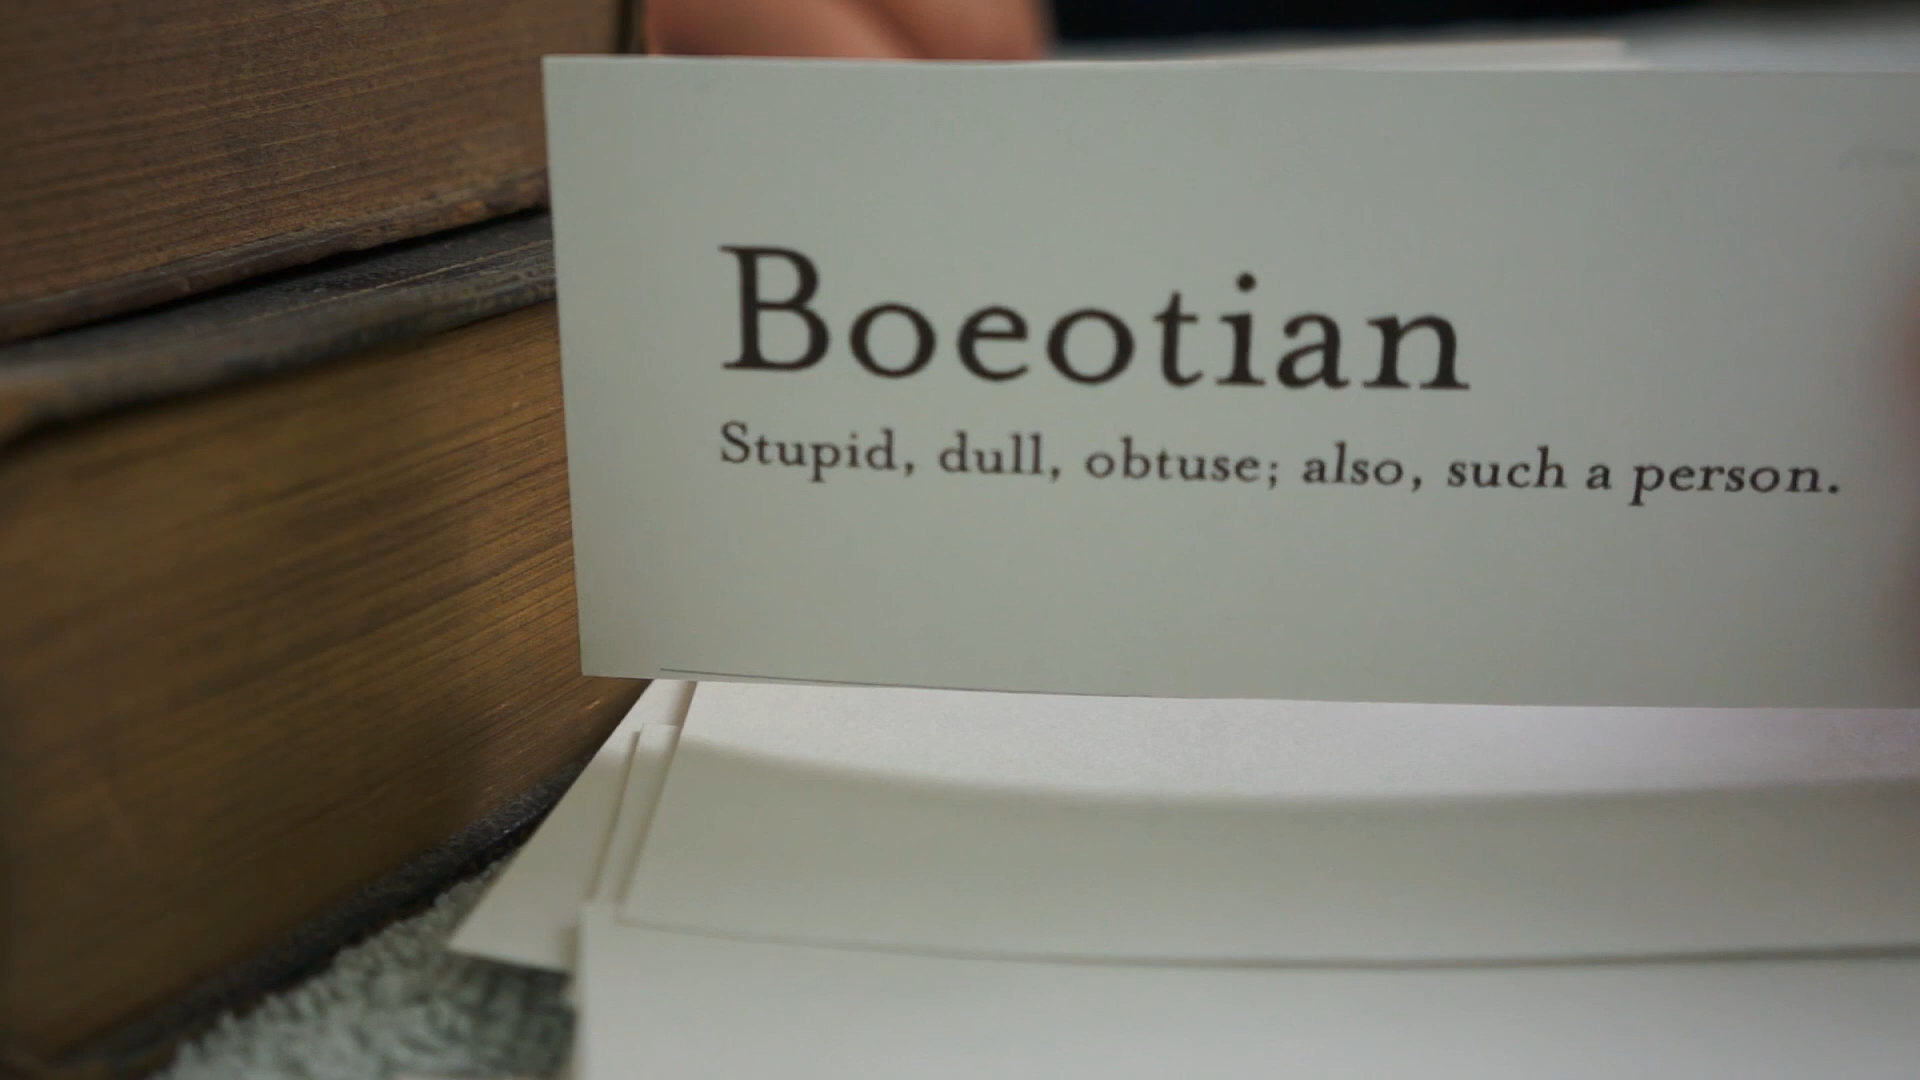 Boeotian
Stupid, dull, obtuse; also, such a person.